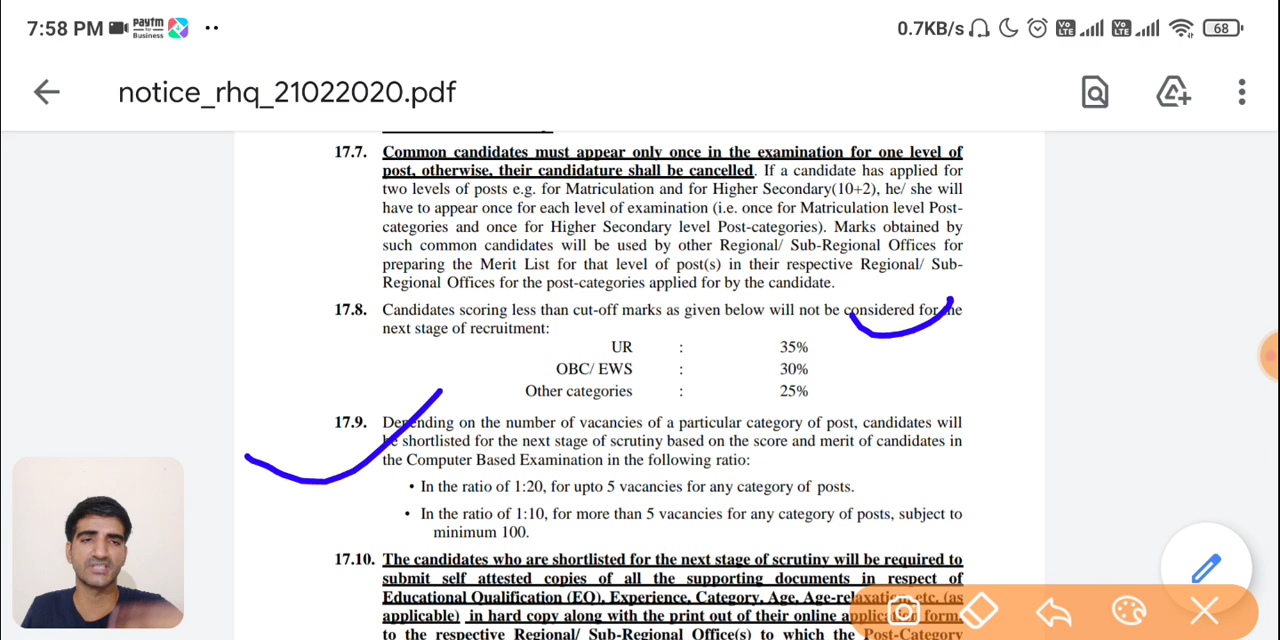 7:58 PM Paytm for Business 0.7KB/s Vo LTE Vo LTE 68
notice_rhq_21022020.pdf
17.7. Common candidates must appear only once in the examination for one level of
post, otherwise, their candidature shall be cancelled. If a candidate has applied for
two levels of posts e.g. for Matriculation and for Higher Secondary(10+2), he/ she will
have to appear once for each level of examination (i.e. once for Matriculation level Post-
categories and once for Higher Secondary level Post-categories). Marks obtained by
such common candidates will be used by other Regional/ Sub-Regional Offices for
preparing the Merit List for that level of post(s) in their respective Regional/ Sub-
Regional Offices for the post-categories applied for by the candidate.
17.8. Candidates scoring less than cut-off marks as given below will not be considered for the
next stage of recruitment:
UR : 35%
OBC/ EWS : 30%
Other categories : 25%
17.9. Depending on the number of vacancies of a particular category of post, candidates will
be shortlisted for the next stage of scrutiny based on the score and merit of candidates in
the Computer Based Examination in the following ratio:
• In the ratio of 1:20, for upto 5 vacancies for any category of posts.
• In the ratio of 1:10, for more than 5 vacancies for any category of posts, subject to
minimum 100.
17.10. The candidates who are shortlisted for the next stage of scrutiny will be required to
submit self attested copies of all the supporting documents in respect of
Educational Qualification (EQ), Experience, Category, Age, Age-relaxation etc. (as
applicable) in hard copy along with the print out of their online application form,
to the respective Regional/ Sub-Regional Office(s) to which the Post-Category